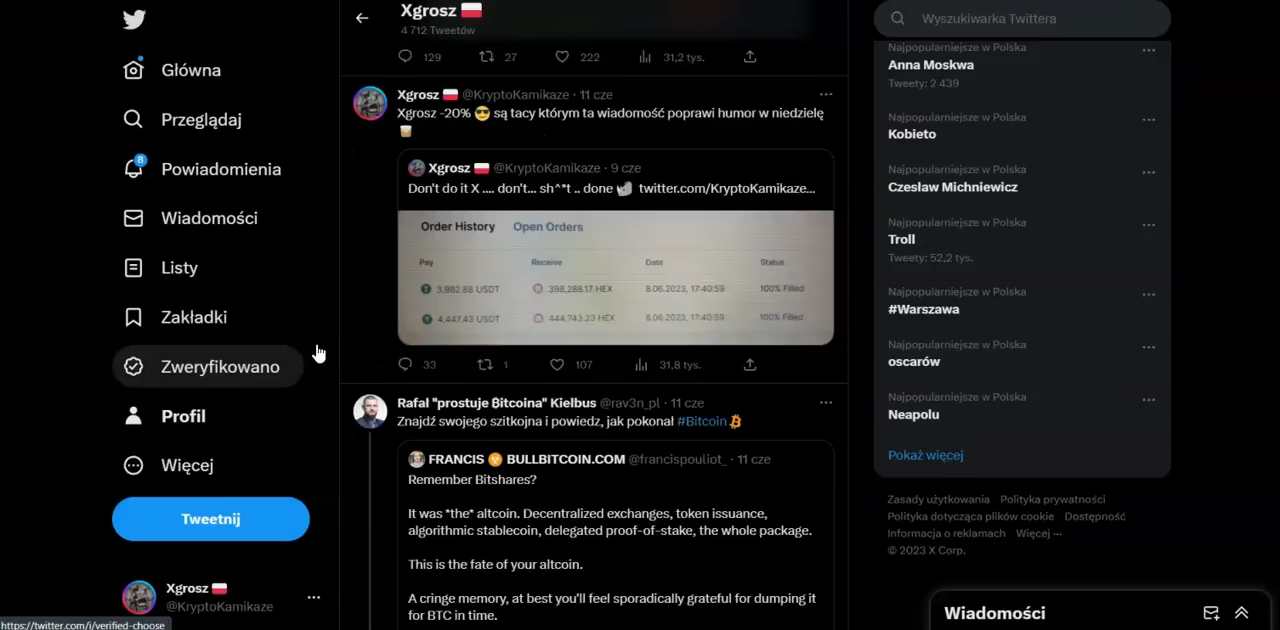 Główna
Przeglądaj
8
Powiadomienia
Wiadomości
Listy
Zakładki
Zweryfikowano
Profil
Więcej
Tweetnij
Xgrosz
@KryptoKamikaze
https://twitter.com/i/verified-choose
Xgrosz
4 712 Tweetów
129 27 222 31,2 tys.
Xgrosz @KryptoKamikaze · 11 cze
Xgrosz -20% 😎 są tacy którym ta wiadomość poprawi humor w niedzielę
🥃
Xgrosz @KryptoKamikaze · 9 cze
Don't do it X .... don't... sh^*t .. done twitter.com/KryptoKamikaze...
Order History Open Orders
Pay Receive Date Status
3,982.88 USDT 398,288.17 HEX 8.06.2023, 17:40:59 100% Filled
4,447.43 USDT 444,743.23 HEX 8.06.2023, 17:40:59 100% Filled
33 1 107 31,8 tys.
Rafal "prostuje ₿itcoina" Kielbus @rav3n_pl · 11 cze
Znajdź swojego szitkojna i powiedz, jak pokonał #Bitcoin
FRANCIS BULLBITCOIN.COM @francispouliot_ · 11 cze
Remember Bitshares?
It was *the* altcoin. Decentralized exchanges, token issuance,
algorithmic stablecoin, delegated proof-of-stake, the whole package.
This is the fate of your altcoin.
A cringe memory, at best you'll feel sporadically grateful for dumping it
for BTC in time.
Wyszukiwarka Twittera
Najpopularniejsze w Polska
Anna Moskwa
Tweety: 2 439
Najpopularniejsze w Polska
Kobieto
Najpopularniejsze w Polska
Czesław Michniewicz
Najpopularniejsze w Polska
Troll
Tweety: 52,2 tys.
Najpopularniejsze w Polska
#Warszawa
Najpopularniejsze w Polska
oscarów
Najpopularniejsze w Polska
Neapolu
Pokaż więcej
Zasady użytkowania Polityka prywatności
Polityka dotycząca plików cookie Dostępność
Informacja o reklamach Więcej ···
© 2023 X Corp.
Wiadomości